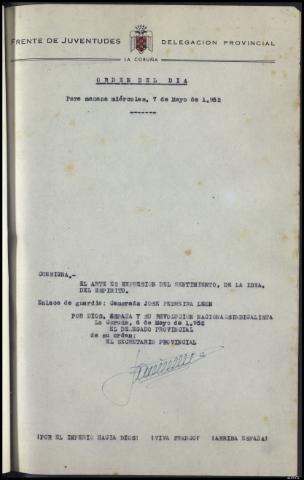 FRENTE DE JUVENTUDES DELEGACION PROVINCIAL
LA CORUÑA
ORDEN DEL DIA
Para mañana miércoles, 7 de Mayo de 1.952
CONSIGNA.-
EL ARTE ES EXPRESION DEL SENTIMIENTO, DE LA IDEA,
DEL ESPIRITU.
Enlace de guardia: Camarada JOSE PEDREIRA LEON
POR DIOS, ESPAÑA Y SU REVOLUCION NACIONALSINDICALISTA
La Coruña, 6 de Mayo de 1.952
EL DELEGADO PROVINCIAL
de su orden:
EL SECRETARIO PROVINCIAL
¡POR EL IMPERIO HACIA DIOS! ¡VIVA FRANCO! ¡ARRIBA ESPAÑA!